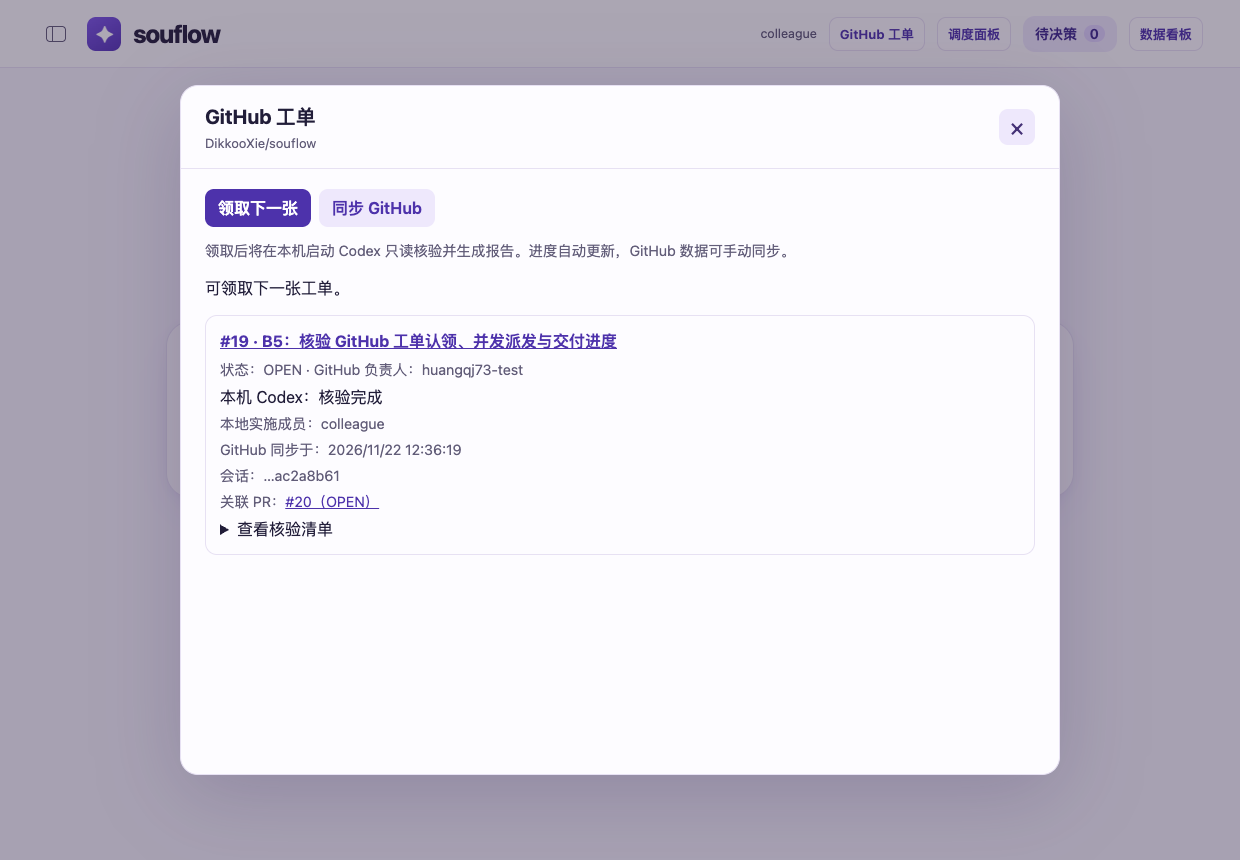 souflow
colleague
GitHub 工单
调度面板
待决策 0
数据看板
GitHub 工单
DikkooXie/souflow
领取下一张
同步 GitHub
领取后将在本机启动 Codex 只读核验并生成报告。进度自动更新，GitHub 数据可手动同步。
可领取下一张工单。
#19 · B5：核验 GitHub 工单认领、并发派发与交付进度
状态：OPEN · GitHub 负责人：huangqj73-test
本机 Codex：核验完成
本地实施成员：colleague
GitHub 同步于：2026/11/22 12:36:19
会话：…ac2a8b61
关联 PR：#20（OPEN）
查看核验清单